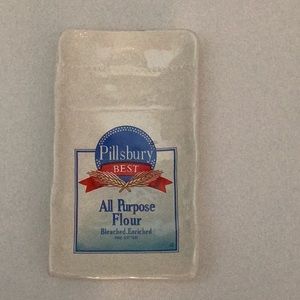 Pillsbury
BEST
All Purpose
Flour
Bleached.Enriched